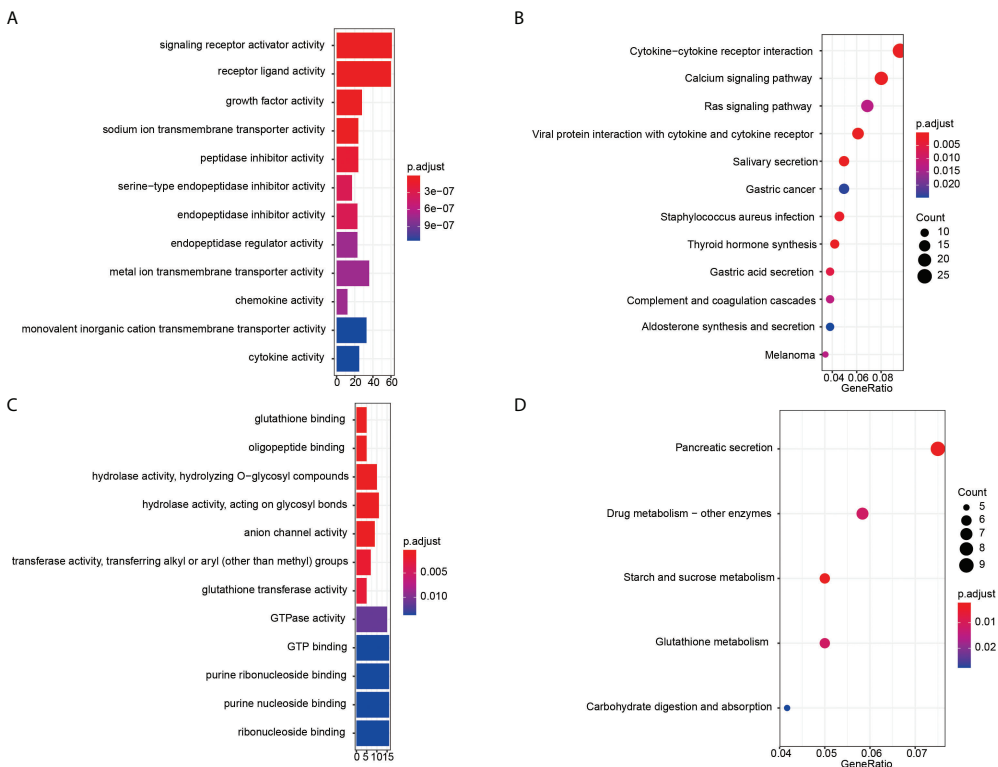 A
signaling receptor activator activity
receptor ligand activity
growth factor activity
sodium ion transmembrane transporter activity
peptidase inhibitor activity
serine-type endopeptidase inhibitor activity
endopeptidase inhibitor activity
endopeptidase regulator activity
metal ion transmembrane transporter activity
chemokine activity
monovalent inorganic cation transmembrane transporter activity
cytokine activity
0 20 40 60
p.adjust
3e−07
6e−07
9e−07
B
Cytokine−cytokine receptor interaction
Calcium signaling pathway
Ras signaling pathway
Viral protein interaction with cytokine and cytokine receptor
Salivary secretion
Gastric cancer
Staphylococcus aureus infection
Thyroid hormone synthesis
Gastric acid secretion
Complement and coagulation cascades
Aldosterone synthesis and secretion
Melanoma
0.04 0.06 0.08
GeneRatio
p.adjust
0.005
0.010
0.015
0.020
Count
10
15
20
25
C
glutathione binding
oligopeptide binding
hydrolase activity, hydrolyzing O−glycosyl compounds
hydrolase activity, acting on glycosyl bonds
anion channel activity
transferase activity, transferring alkyl or aryl (other than methyl) groups
glutathione transferase activity
GTPase activity
GTP binding
purine ribonucleoside binding
purine nucleoside binding
ribonucleoside binding
0 5 10 15
p.adjust
0.005
0.010
D
Pancreatic secretion
Drug metabolism − other enzymes
Starch and sucrose metabolism
Glutathione metabolism
Carbohydrate digestion and absorption
0.04 0.05 0.06 0.07
GeneRatio
Count
5
6
7
8
9
p.adjust
0.01
0.02